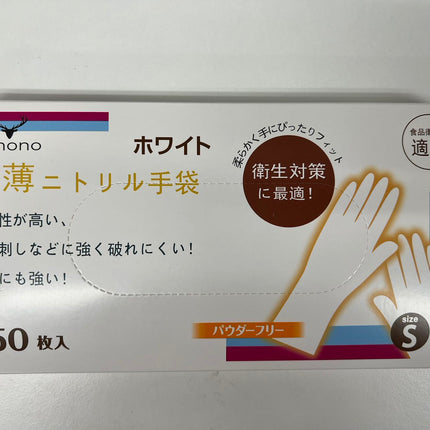 mono
ホワイト
薄ニトリル手袋
柔らかく手にぴったりフィット
衛生対策
に最適!
食品衛
適
性が高い、
刺しなどに強く破れにくい!
にも強い!
パウダーフリー
size
S
50枚入